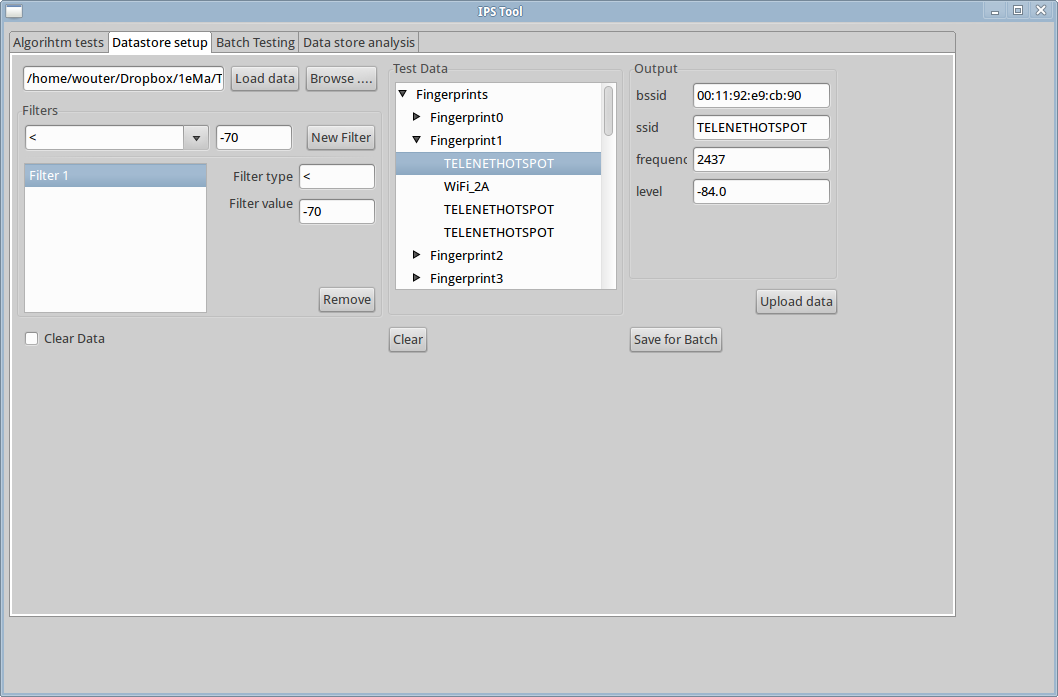 IPS Tool
Algorihtm tests Datastore setup Batch Testing Data store analysis
/home/wouter/Dropbox/1eMa/T Load data Browse ....
Filters
< -70 New Filter
Filter 1
Filter type <
Filter value -70
Remove
Clear Data
Test Data
Fingerprints
Fingerprint0
Fingerprint1
TELENETHOTSPOT
WiFi_2A
TELENETHOTSPOT
TELENETHOTSPOT
Fingerprint2
Fingerprint3
Clear
Output
bssid 00:11:92:e9:cb:90
ssid TELENETHOTSPOT
frequenc 2437
level -84.0
Upload data
Save for Batch